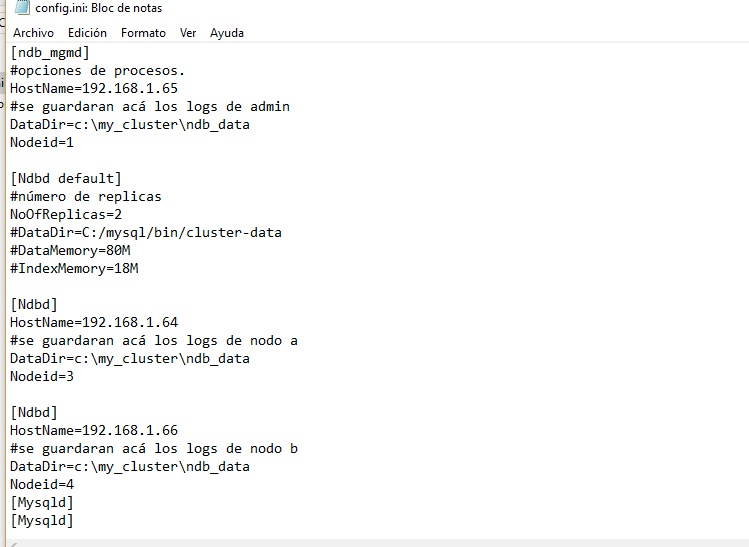 config.ini: Bloc de notas
Archivo Edición Formato Ver Ayuda
[ndb_mgmd]
#opciones de procesos.
HostName=192.168.1.65
#se guardaran acá los logs de admin
DataDir=c:\my_cluster\ndb_data
Nodeid=1
[Ndbd default]
#número de replicas
NoOfReplicas=2
#DataDir=C:/mysql/bin/cluster-data
#DataMemory=80M
#IndexMemory=18M
[Ndbd]
HostName=192.168.1.64
#se guardaran acá los logs de nodo a
DataDir=c:\my_cluster\ndb_data
Nodeid=3
[Ndbd]
HostName=192.168.1.66
#se guardaran acá los logs de nodo b
DataDir=c:\my_cluster\ndb_data
Nodeid=4
[Mysqld]
[Mysqld]